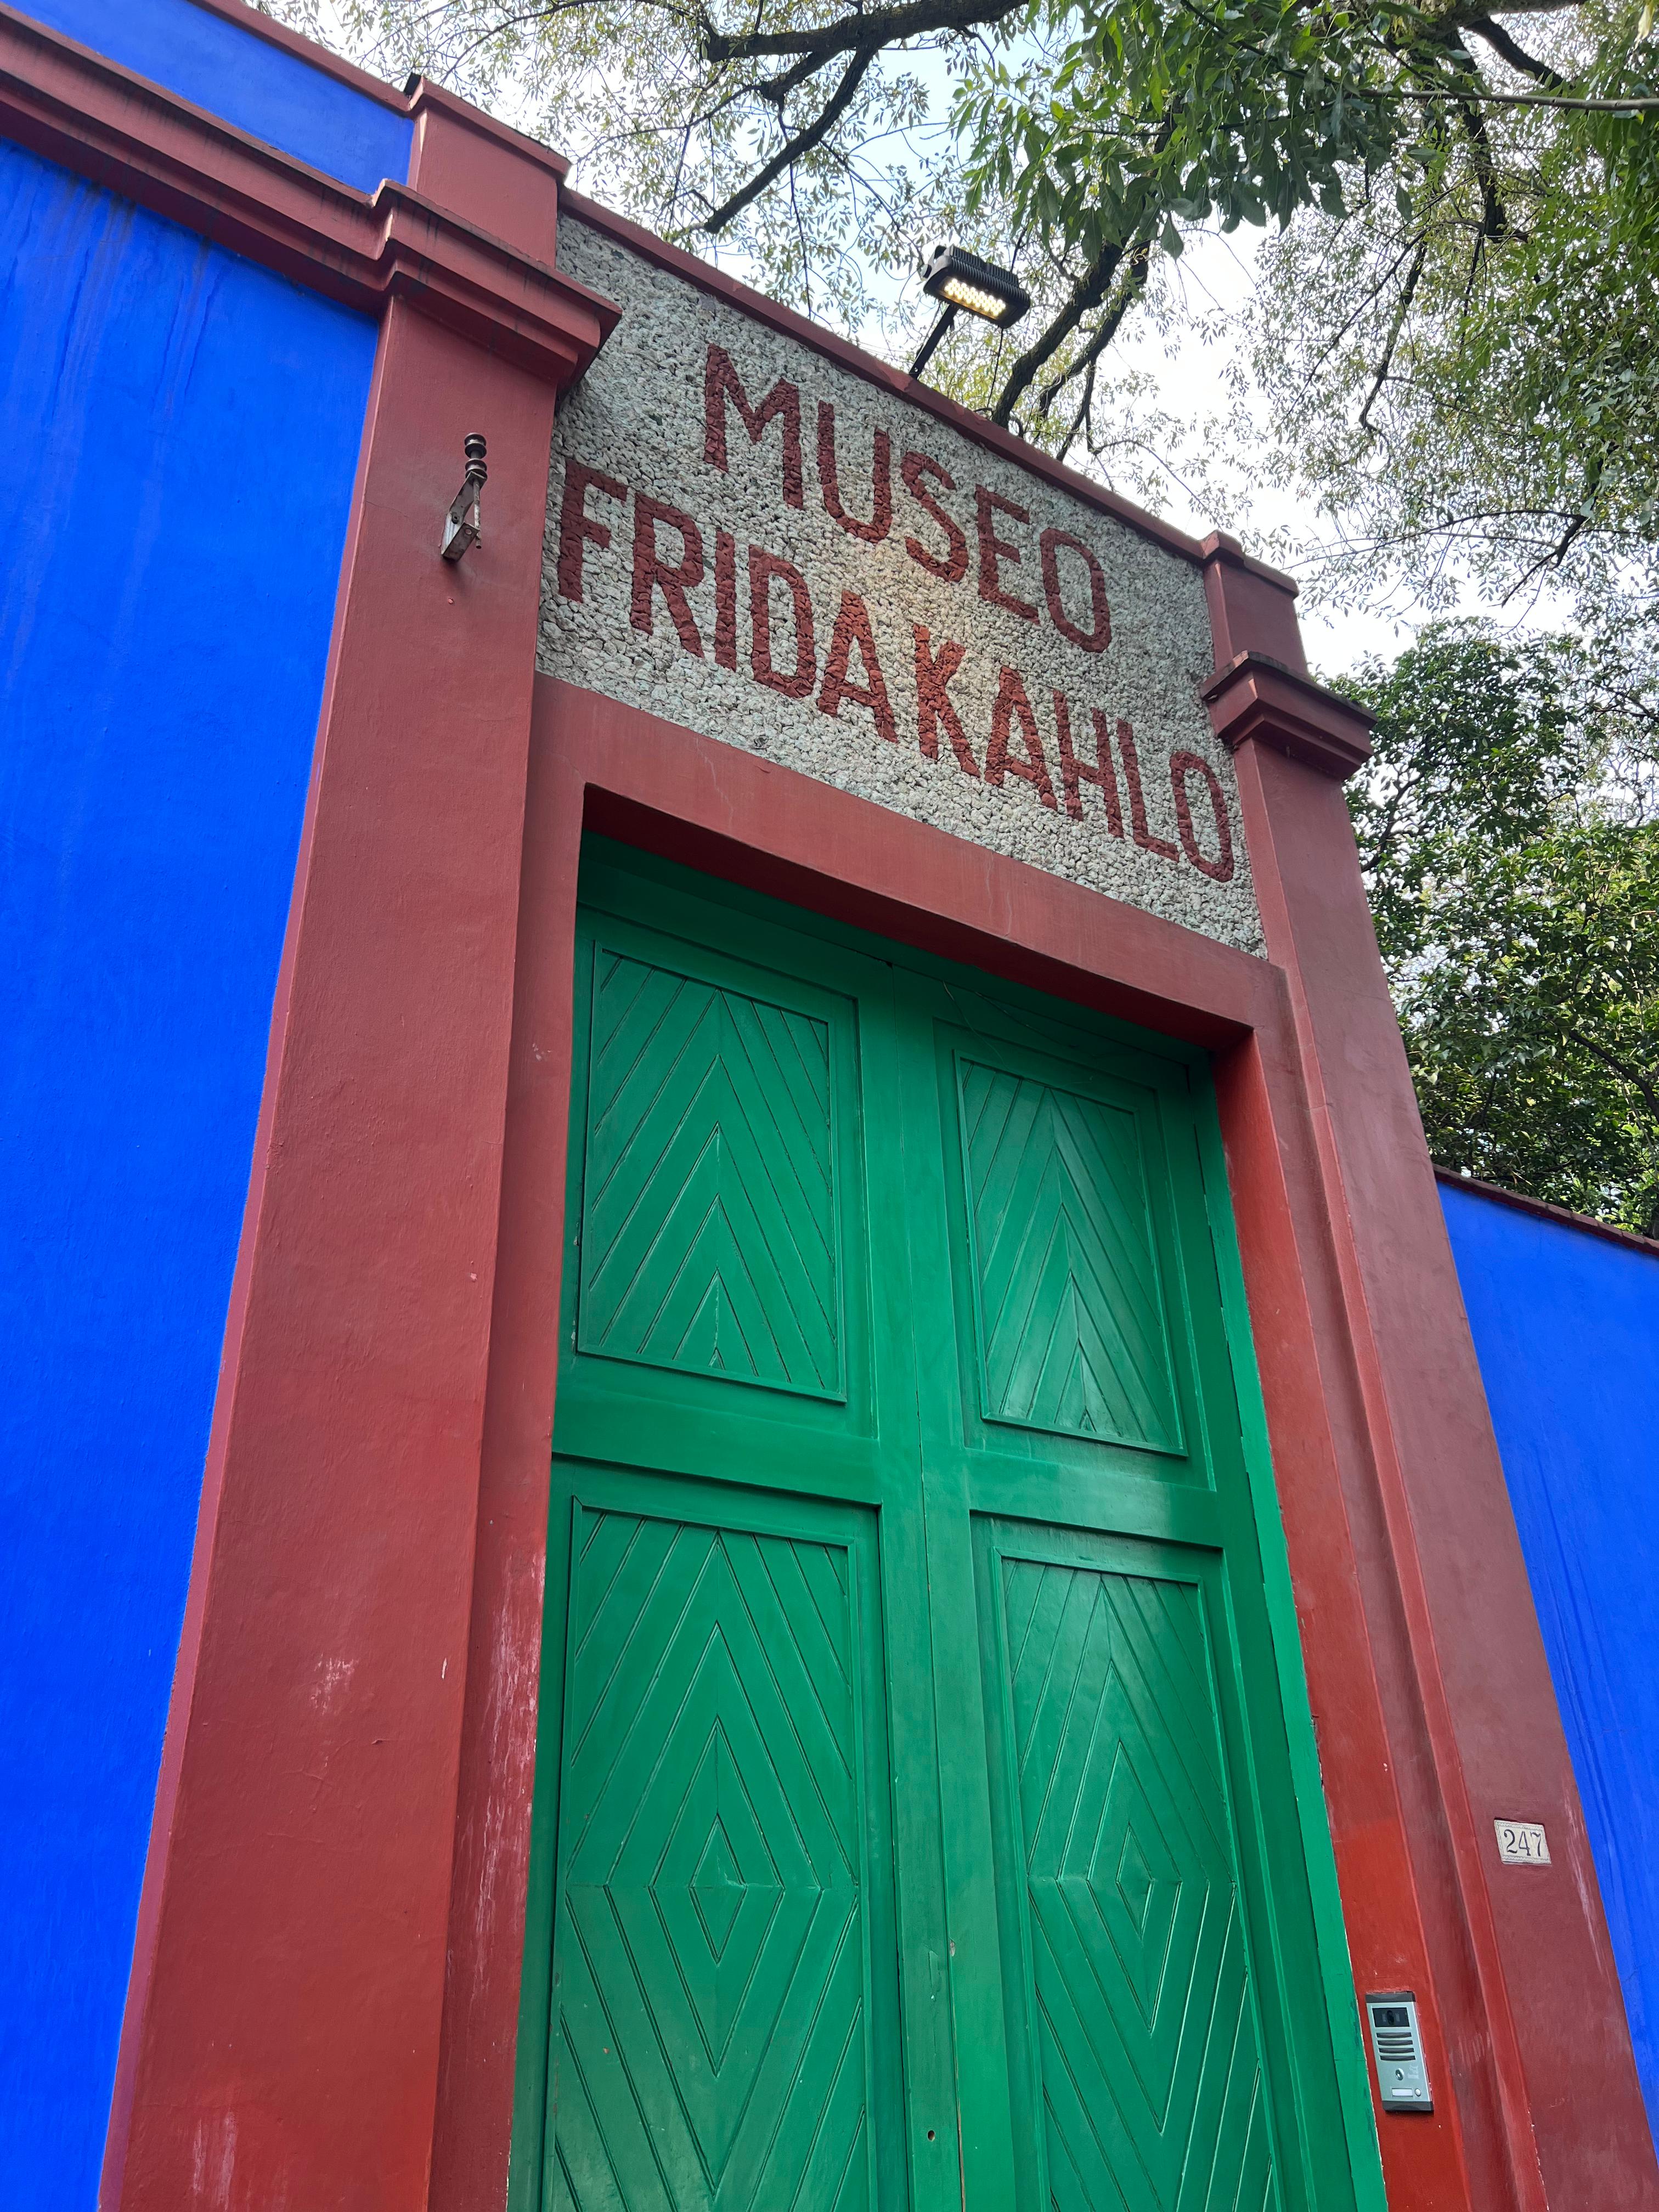 MUSEO
FRIDA KAHLO
247